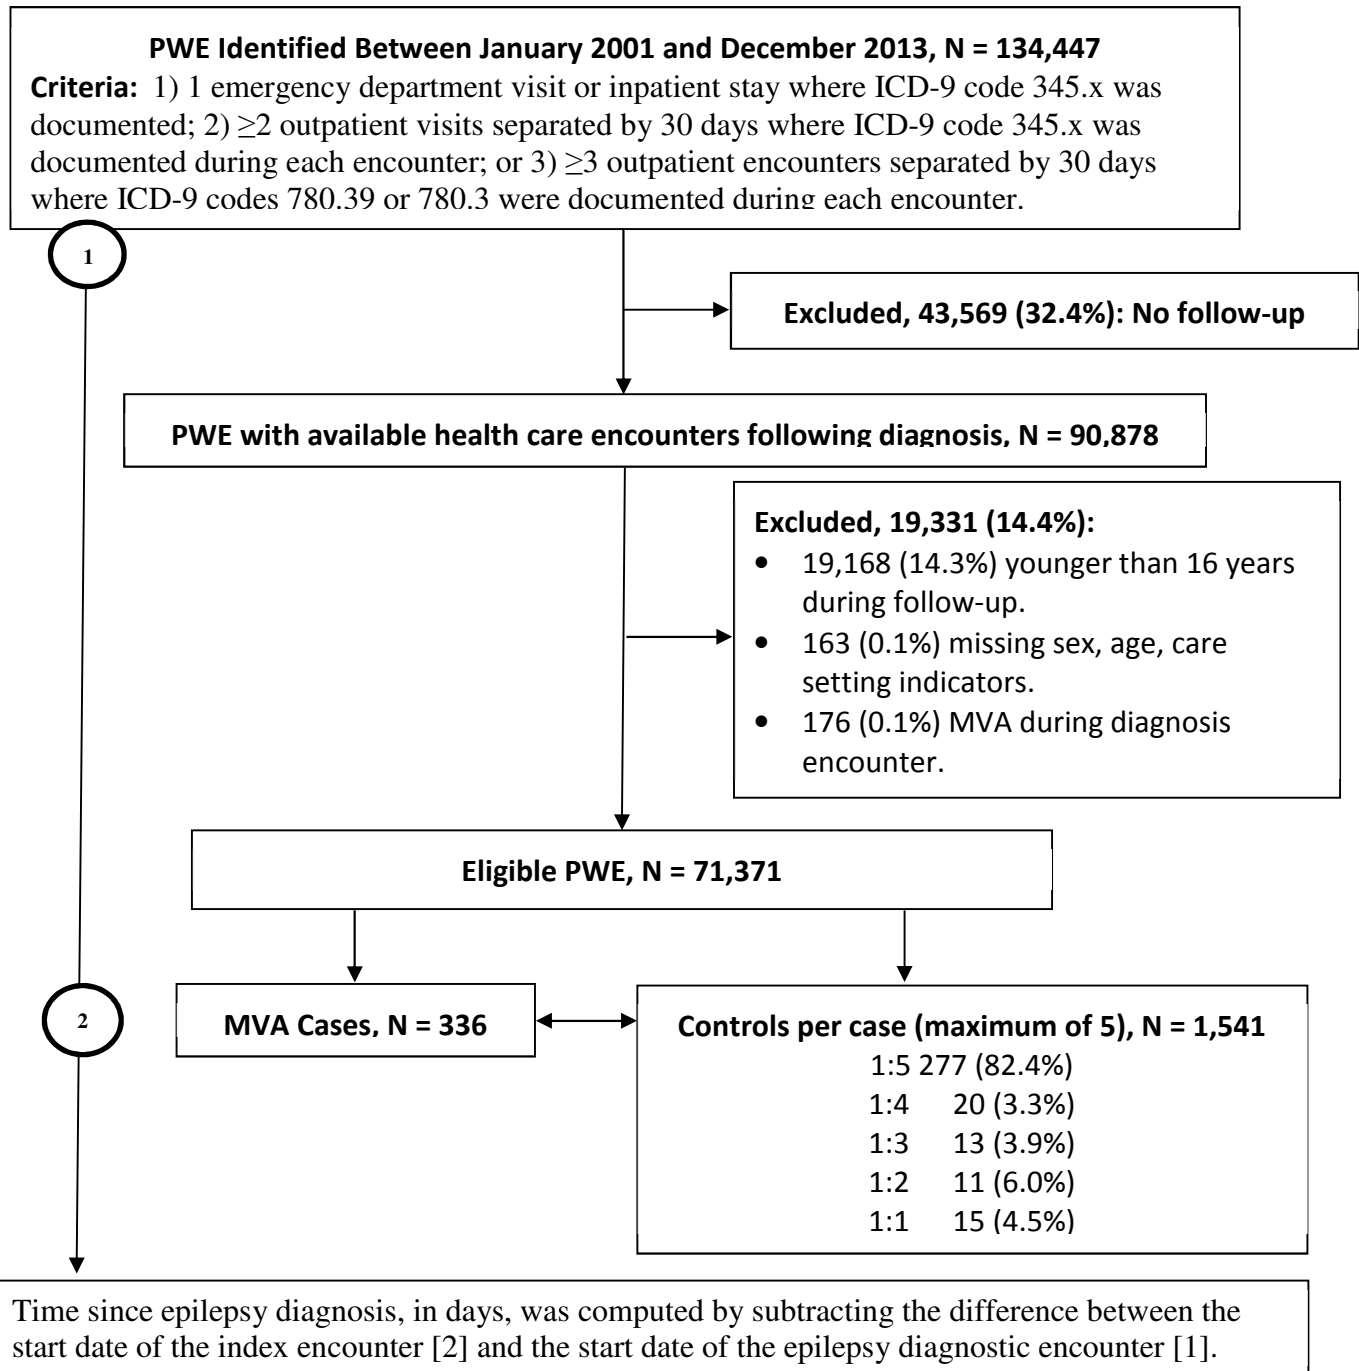 PWE Identified Between January 2001 and December 2013, N = 134,447
Criteria: 1) 1 emergency department visit or inpatient stay where ICD-9 code 345.x was
documented; 2) ≥2 outpatient visits separated by 30 days where ICD-9 code 345.x was
documented during each encounter; or 3) ≥3 outpatient encounters separated by 30 days
where ICD-9 codes 780.39 or 780.3 were documented during each encounter.
1
Excluded, 43,569 (32.4%): No follow-up
PWE with available health care encounters following diagnosis, N = 90,878
Excluded, 19,331 (14.4%):
• 19,168 (14.3%) younger than 16 years
during follow-up.
• 163 (0.1%) missing sex, age, care
setting indicators.
• 176 (0.1%) MVA during diagnosis
encounter.
Eligible PWE, N = 71,371
2
MVA Cases, N = 336
Controls per case (maximum of 5), N = 1,541
1:5 277 (82.4%)
1:4 20 (3.3%)
1:3 13 (3.9%)
1:2 11 (6.0%)
1:1 15 (4.5%)
Time since epilepsy diagnosis, in days, was computed by subtracting the difference between the
start date of the index encounter [2] and the start date of the epilepsy diagnostic encounter [1].